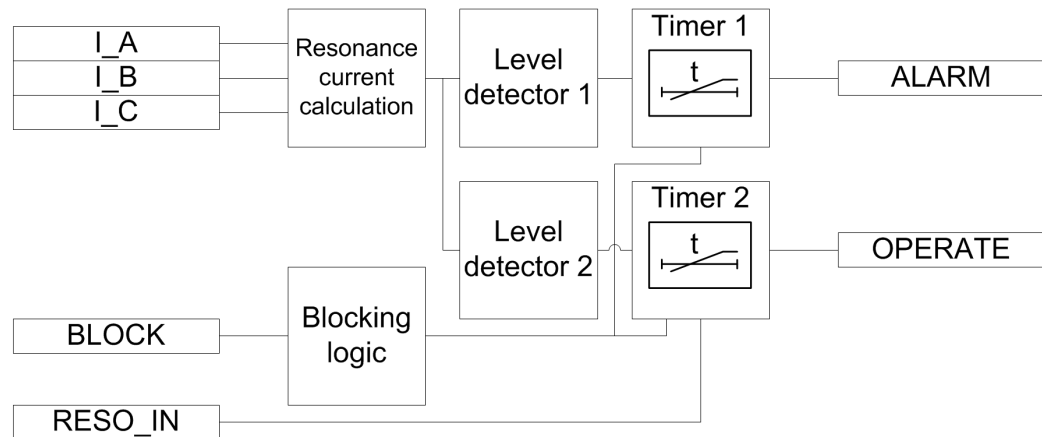 I_A
I_B
I_C
Resonance
current
calculation
Level
detector 1
Timer 1
t
ALARM
Level
detector 2
Timer 2
t
OPERATE
BLOCK
Blocking
logic
RESO_IN